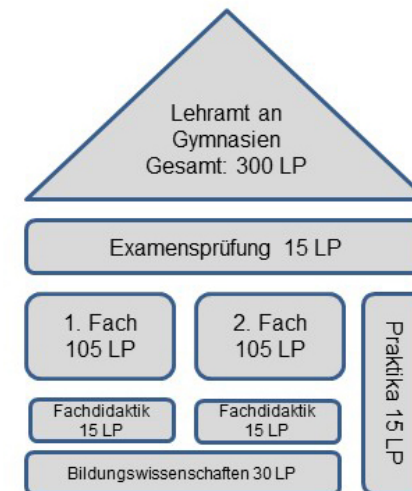 Lehramt an
Gymnasien
Gesamt: 300 LP
Examensprüfung 15 LP
1. Fach
105 LP
2. Fach
105 LP
Praktika 15 LP
Fachdidaktik
15 LP
Fachdidaktik
15 LP
Bildungswissenschaften 30 LP